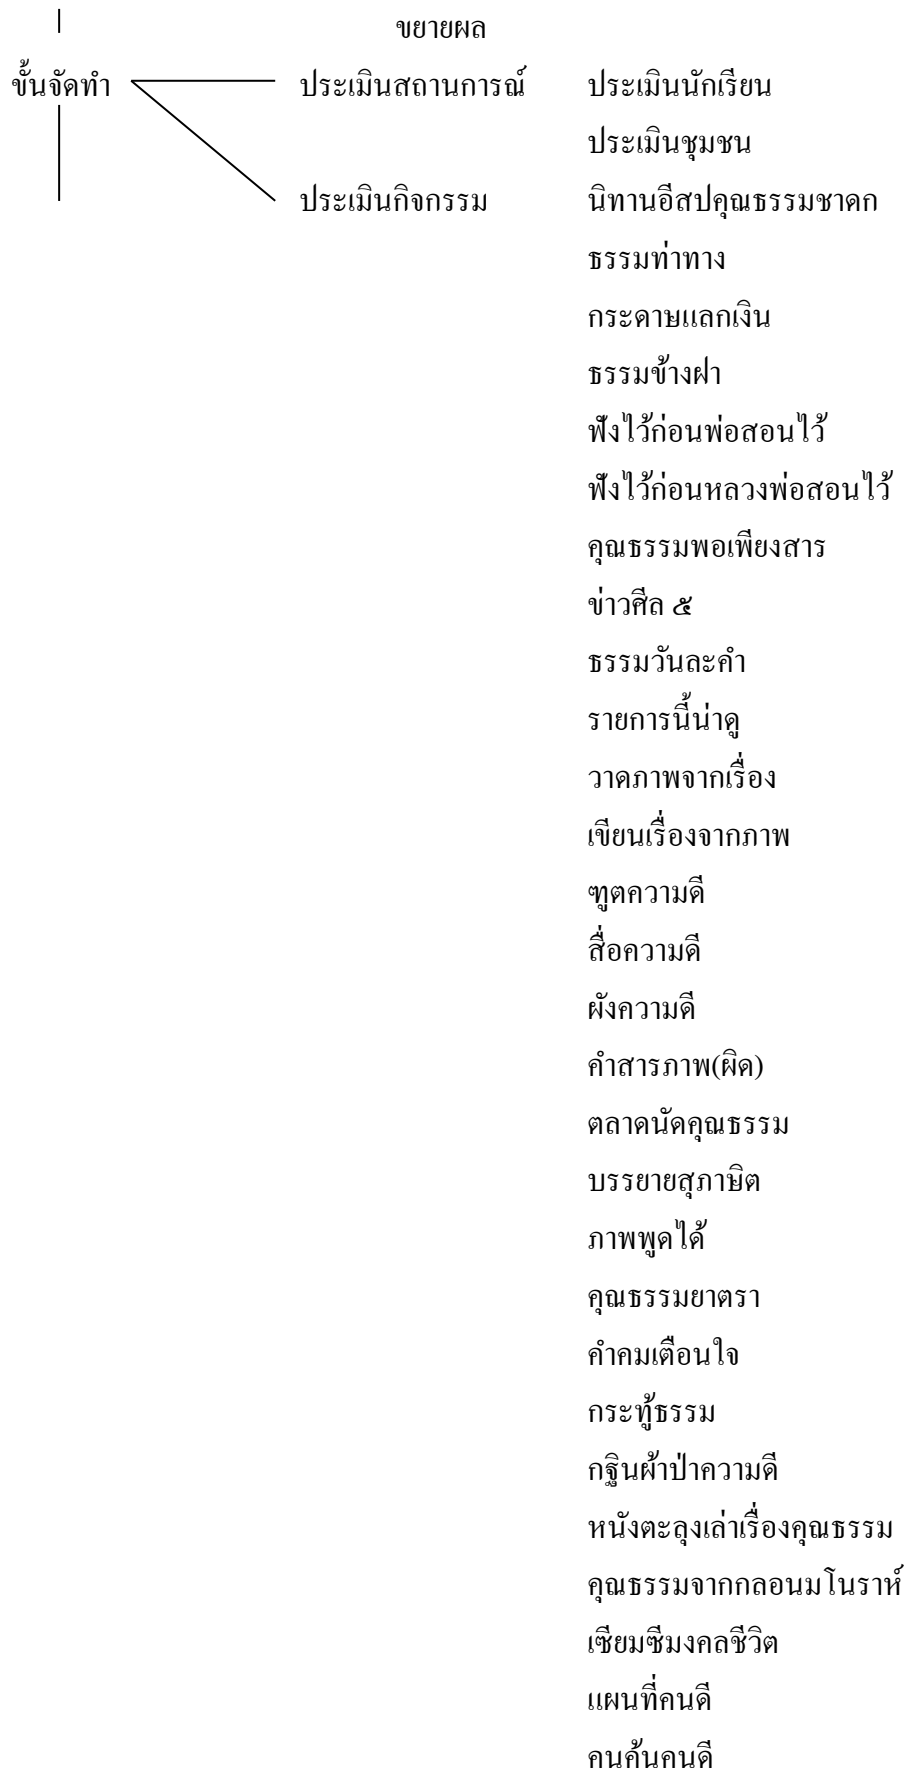 ขยายผล
ขั้นจัดทำ ประเมินสถานการณ์ ประเมินนักเรียน
ประเมินชุมชน
ประเมินกิจกรรม นิทานอีสปคุณธรรมชาดก
ธรรมท่าทาง
กระดาษแลกเงิน
ธรรมข้างฝา
ฟังไว้ก่อนพ่อสอนไว้
ฟังไว้ก่อนหลวงพ่อสอนไว้
คุณธรรมพอเพียงสาร
ข่าวศีล ๕
ธรรมวันละคำ
รายการนี้น่าดู
วาดภาพจากเรื่อง
เขียนเรื่องจากภาพ
ฑูตความดี
สื่อความดี
ผังความดี
คำสารภาพ(ผิด)
ตลาดนัดคุณธรรม
บรรยายสุภาษิต
ภาพพูดได้
คุณธรรมยาตรา
คำคมเตือนใจ
กระทู้ธรรม
กฐินผ้าป่าความดี
หนังตะลุงเล่าเรื่องคุณธรรม
คุณธรรมจากกลอนมโนราห์
เซียมซีมงคลชีวิต
แผนที่คนดี
คนค้นคนดี